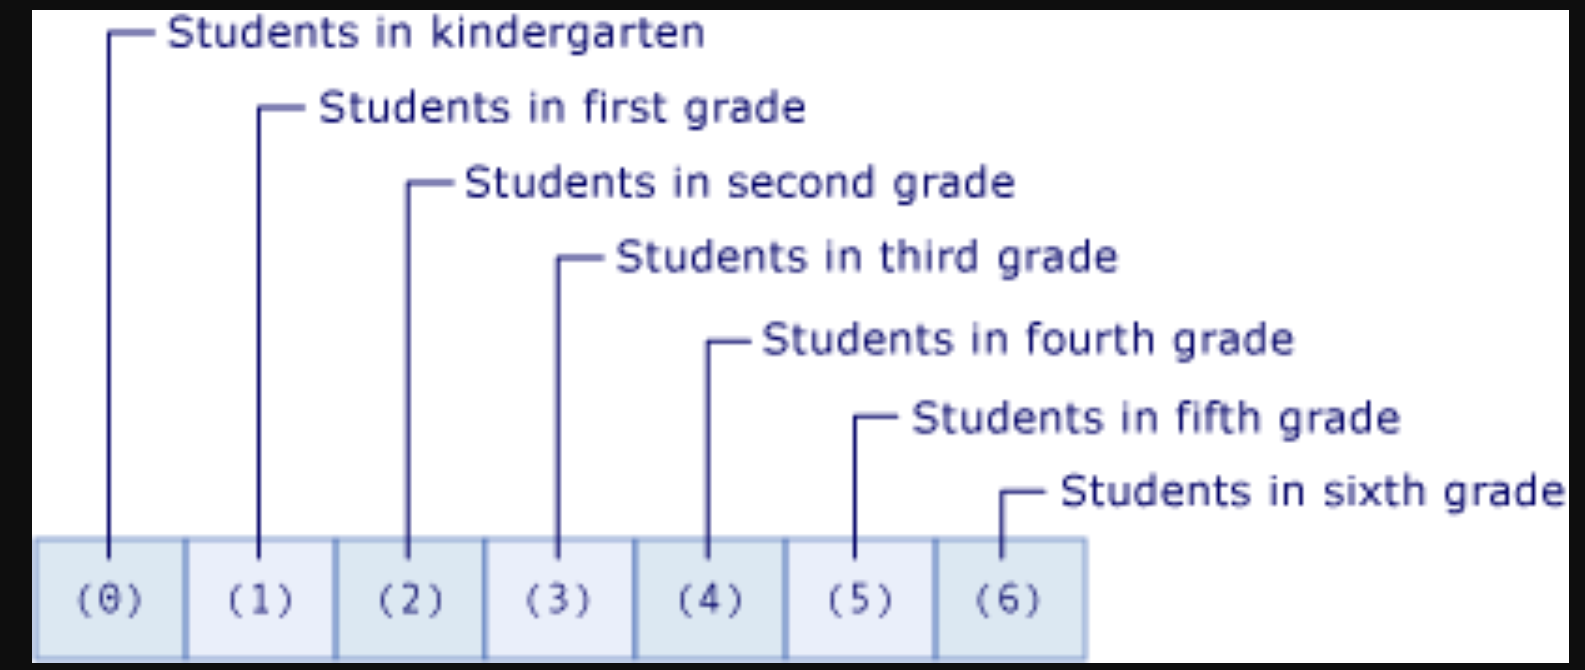 Students in kindergarten
Students in first grade
Students in second grade
Students in third grade
Students in fourth grade
Students in fifth grade
Students in sixth grade
(0) (1) (2) (3) (4) (5) (6)